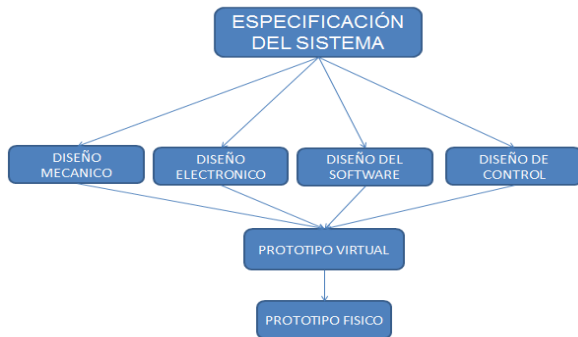 ESPECIFICACIÓN
DEL SISTEMA
DISEÑO
MECANICO
DISEÑO
ELECTRONICO
DISEÑO DEL
SOFTWARE
DISEÑO DE
CONTROL
PROTOTIPO VIRTUAL
PROTOTIPO FISICO